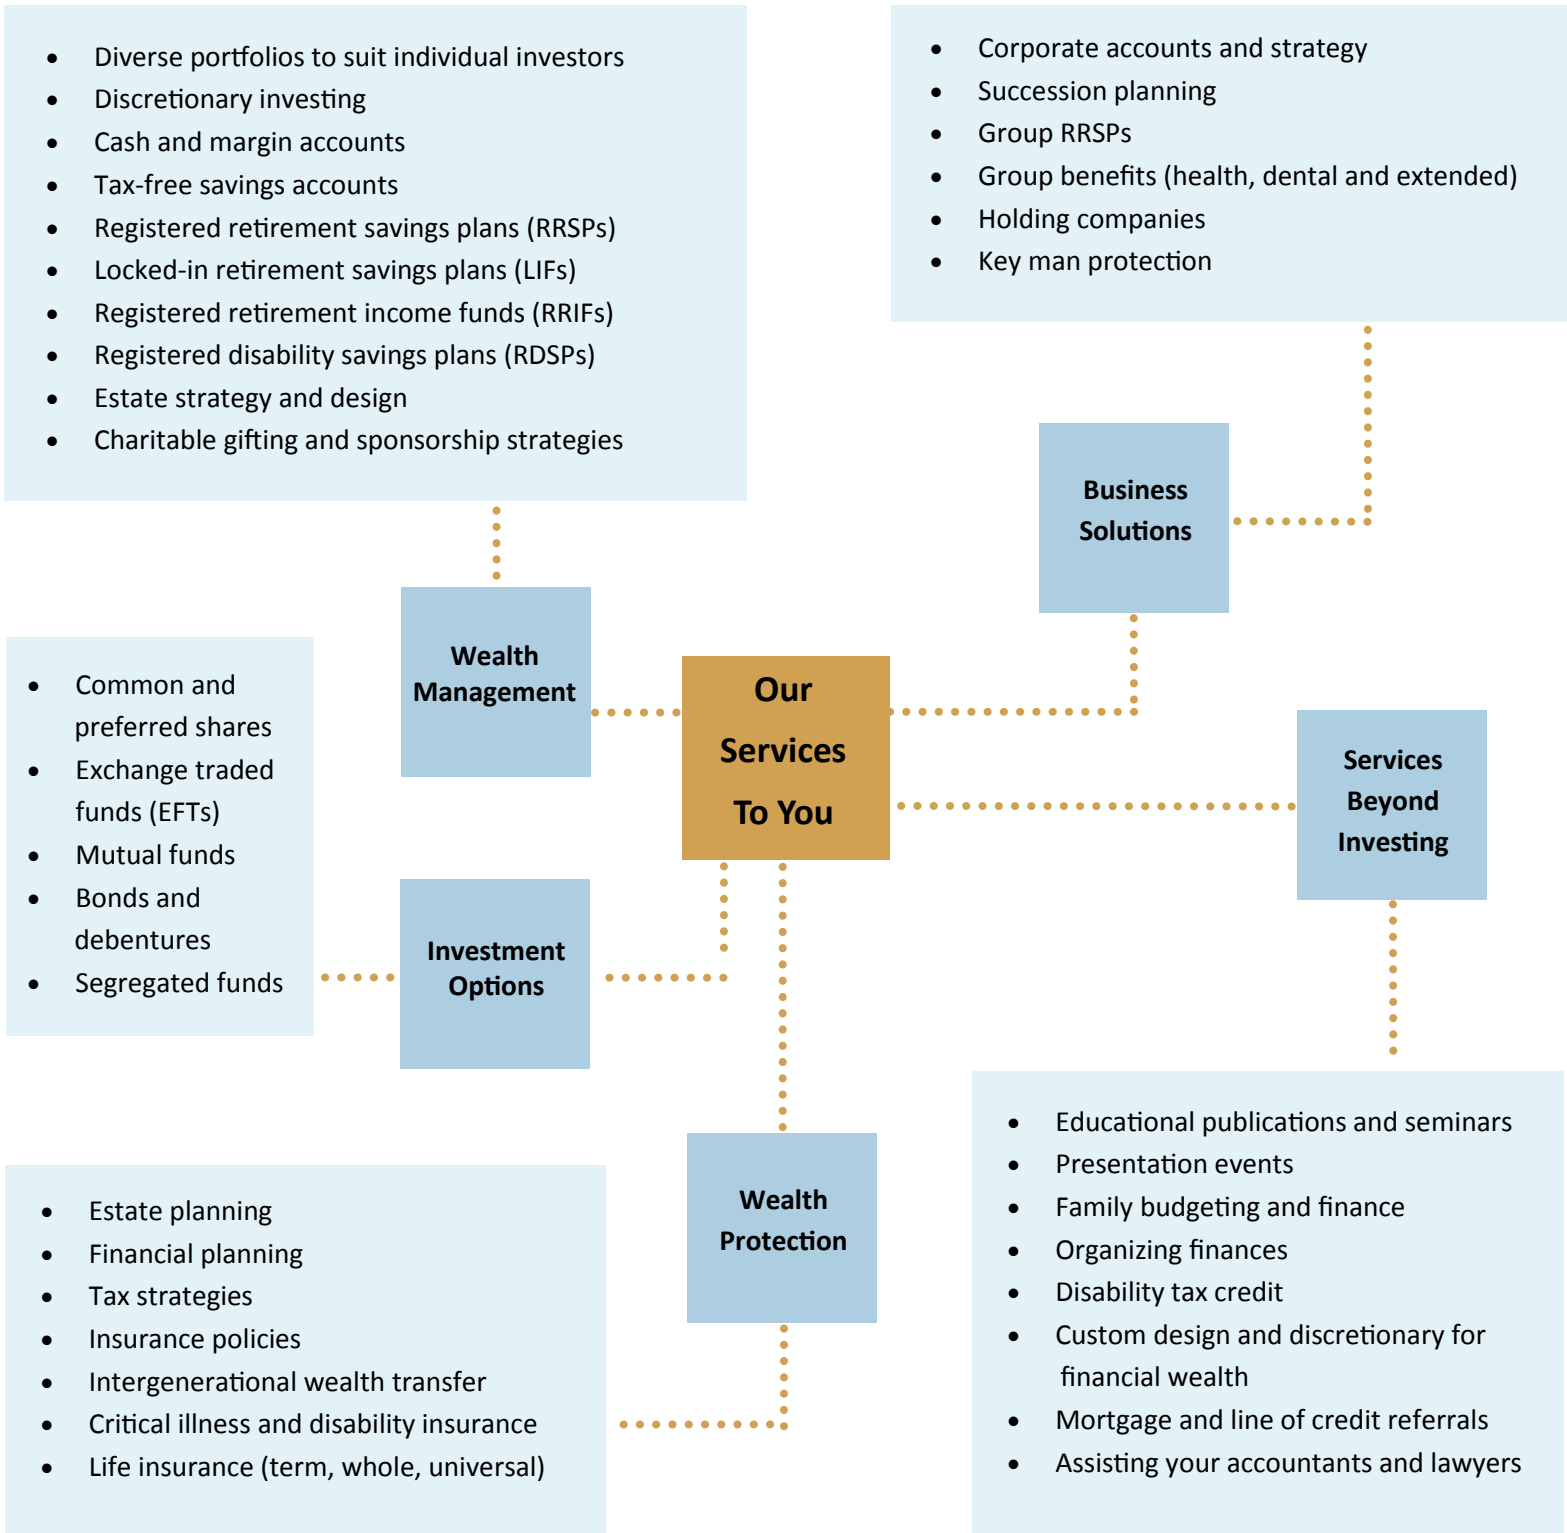 • Diverse portfolios to suit individual investors
• Discretionary investing
• Cash and margin accounts
• Tax-free savings accounts
• Registered retirement savings plans (RRSPs)
• Locked-in retirement savings plans (LIFs)
• Registered retirement income funds (RRIFs)
• Registered disability savings plans (RDSPs)
• Estate strategy and design
• Charitable gifting and sponsorship strategies
• Corporate accounts and strategy
• Succession planning
• Group RRSPs
• Group benefits (health, dental and extended)
• Holding companies
• Key man protection
Business
Solutions
Wealth
Management
Our
Services
To You
Services
Beyond
Investing
• Common and
preferred shares
• Exchange traded
funds (EFTs)
• Mutual funds
• Bonds and
debentures
• Segregated funds
Investment
Options
Wealth
Protection
• Estate planning
• Financial planning
• Tax strategies
• Insurance policies
• Intergenerational wealth transfer
• Critical illness and disability insurance
• Life insurance (term, whole, universal)
• Educational publications and seminars
• Presentation events
• Family budgeting and finance
• Organizing finances
• Disability tax credit
• Custom design and discretionary for
financial wealth
• Mortgage and line of credit referrals
• Assisting your accountants and lawyers